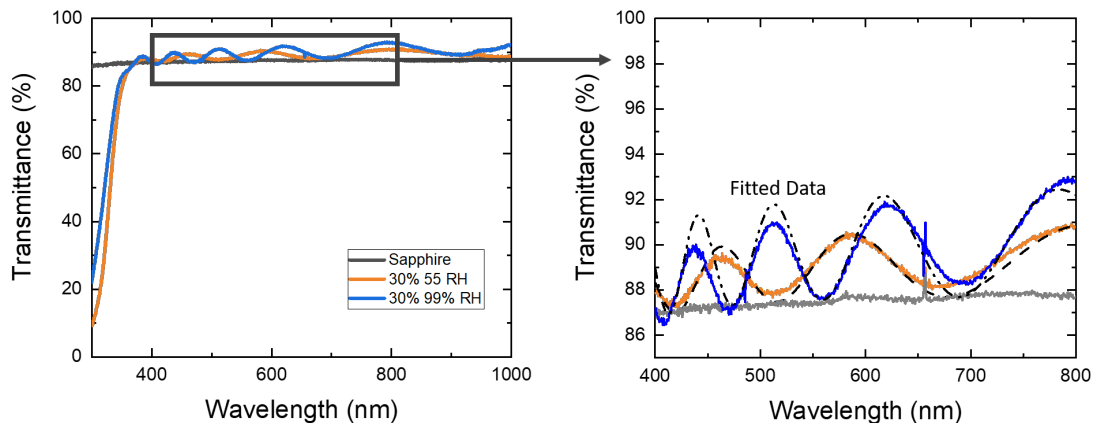 Transmittance (%)
100
80
60
40
20
0
Sapphire
30% 55 RH
30% 99% RH
400
600
800
1000
Wavelength (nm)
Transmittance (%)
100
98
96
94
92
90
88
86
Fitted Data
400
500
600
700
800
Wavelength (nm)